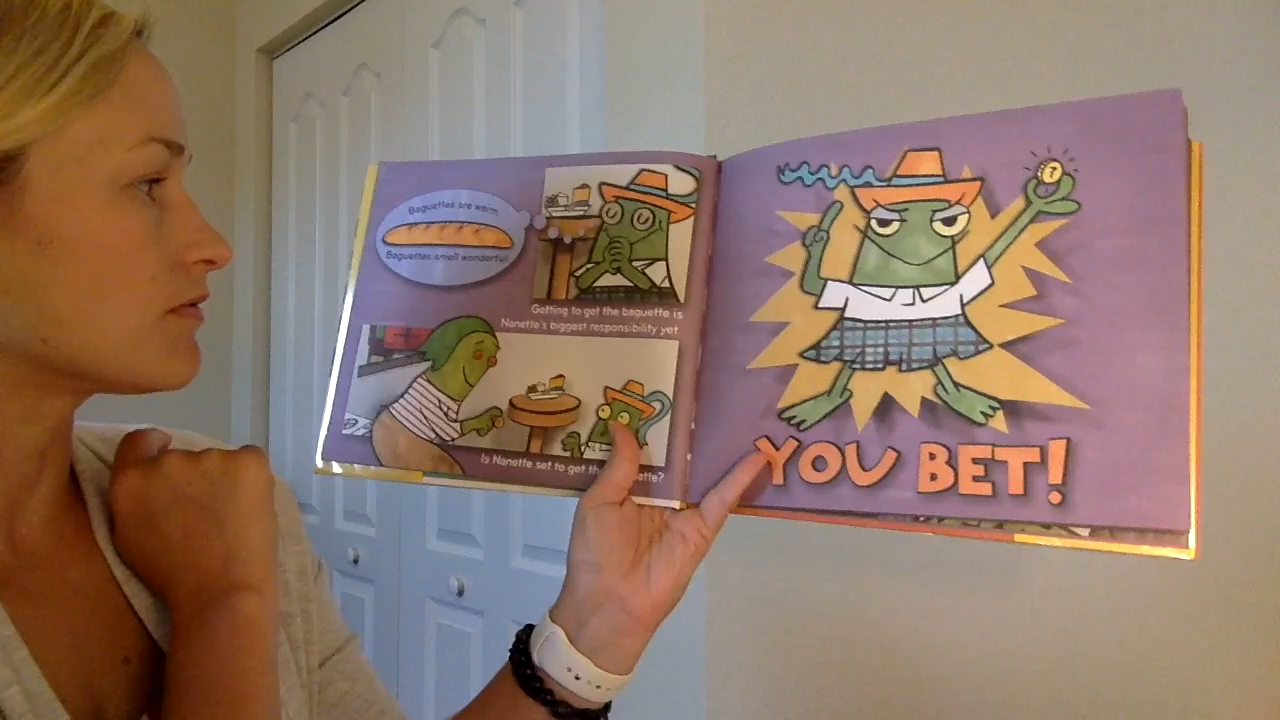 Baguettes are warm.
Baguettes smell wonderful.
Getting to get the baguette is
Nanette's biggest responsibility yet.
Is Nanette set to get the
YOU BET!